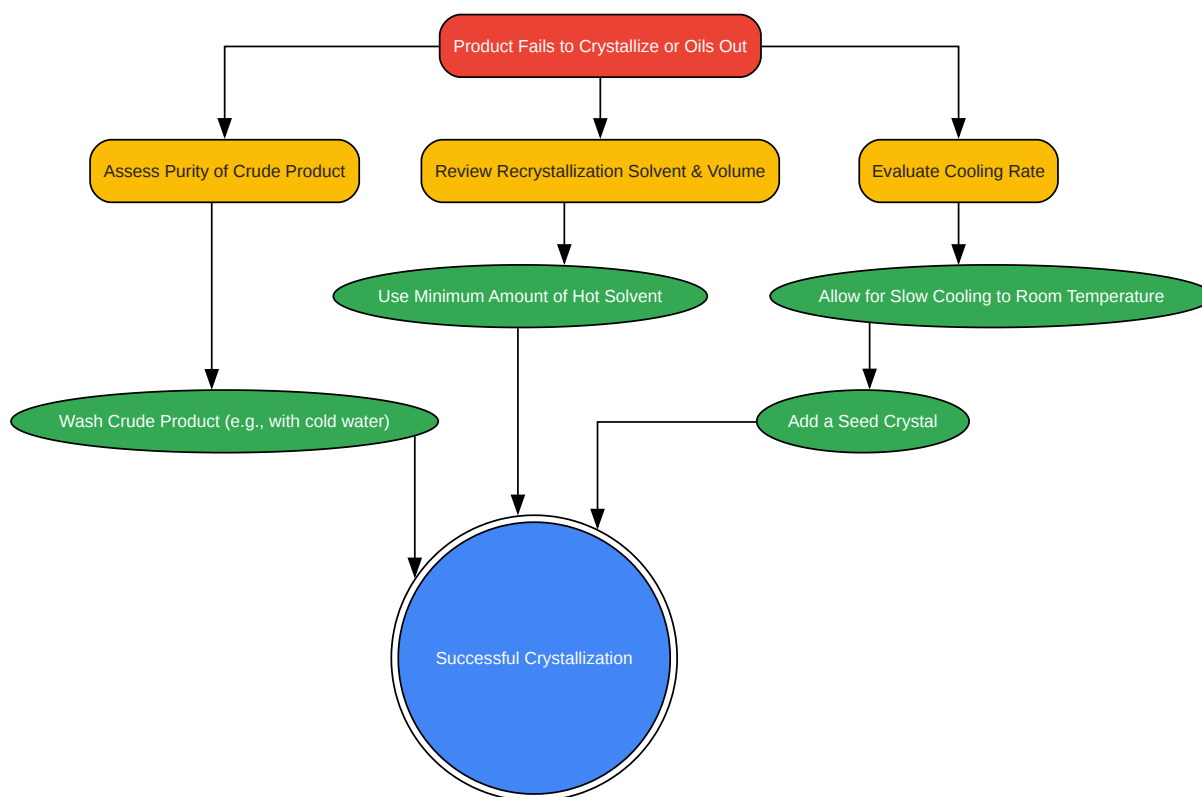 Product Fails to Crystallize or Oils Out
Assess Purity of Crude Product
Review Recrystallization Solvent & Volume
Evaluate Cooling Rate
Use Minimum Amount of Hot Solvent
Allow for Slow Cooling to Room Temperature
Wash Crude Product (e.g., with cold water)
Add a Seed Crystal
Successful Crystallization